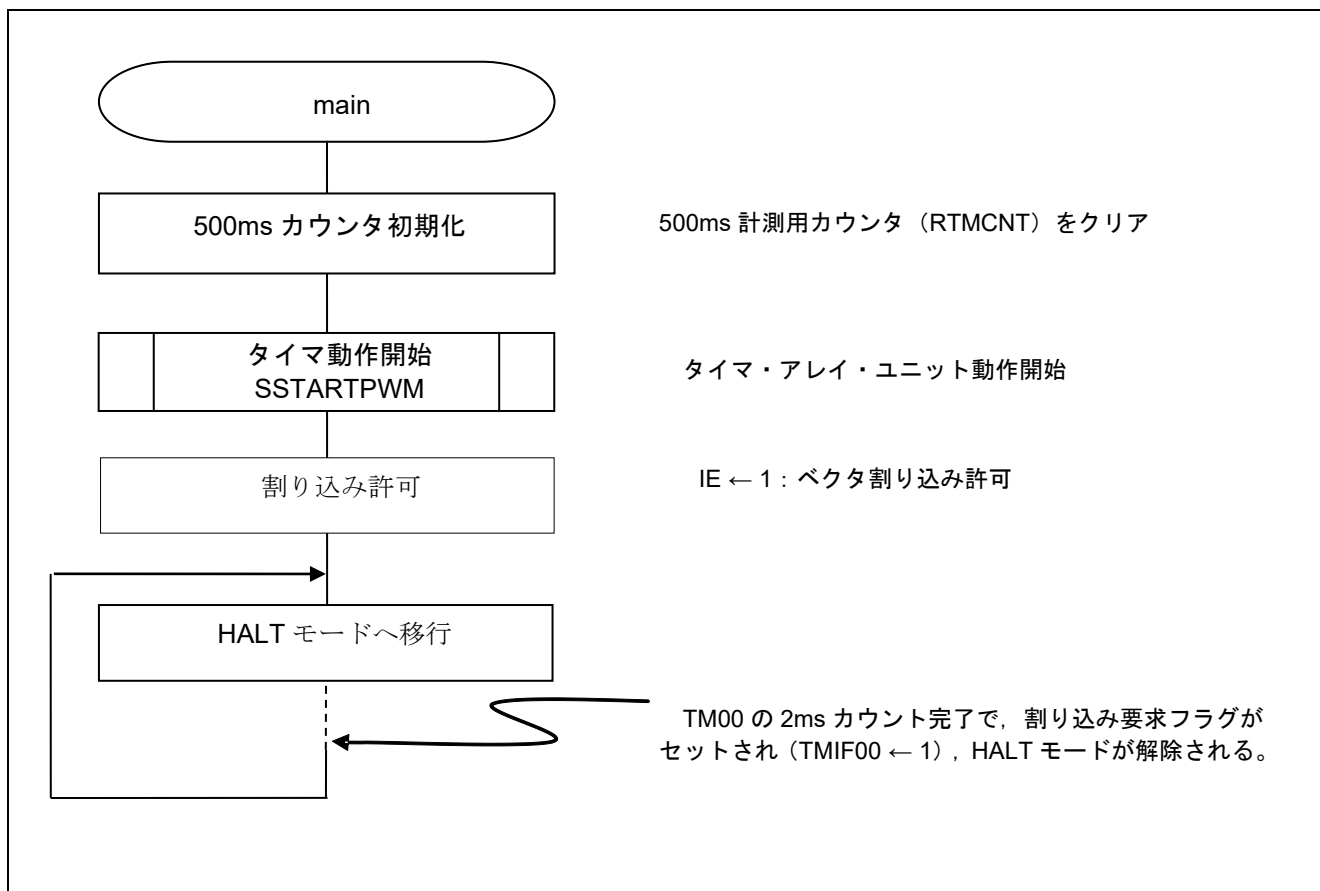 main
500ms カウンタ初期化
500ms 計測用カウンタ（RTMCNT）をクリア
タイマ動作開始
SSTARTPWM
タイマ・アレイ・ユニット動作開始
割り込み許可
IE ← 1：ベクタ割り込み許可
HALT モードへ移行
TM00 の 2ms カウント完了で，割り込み要求フラグが
セットされ（TMIF00 ← 1），HALT モードが解除される。